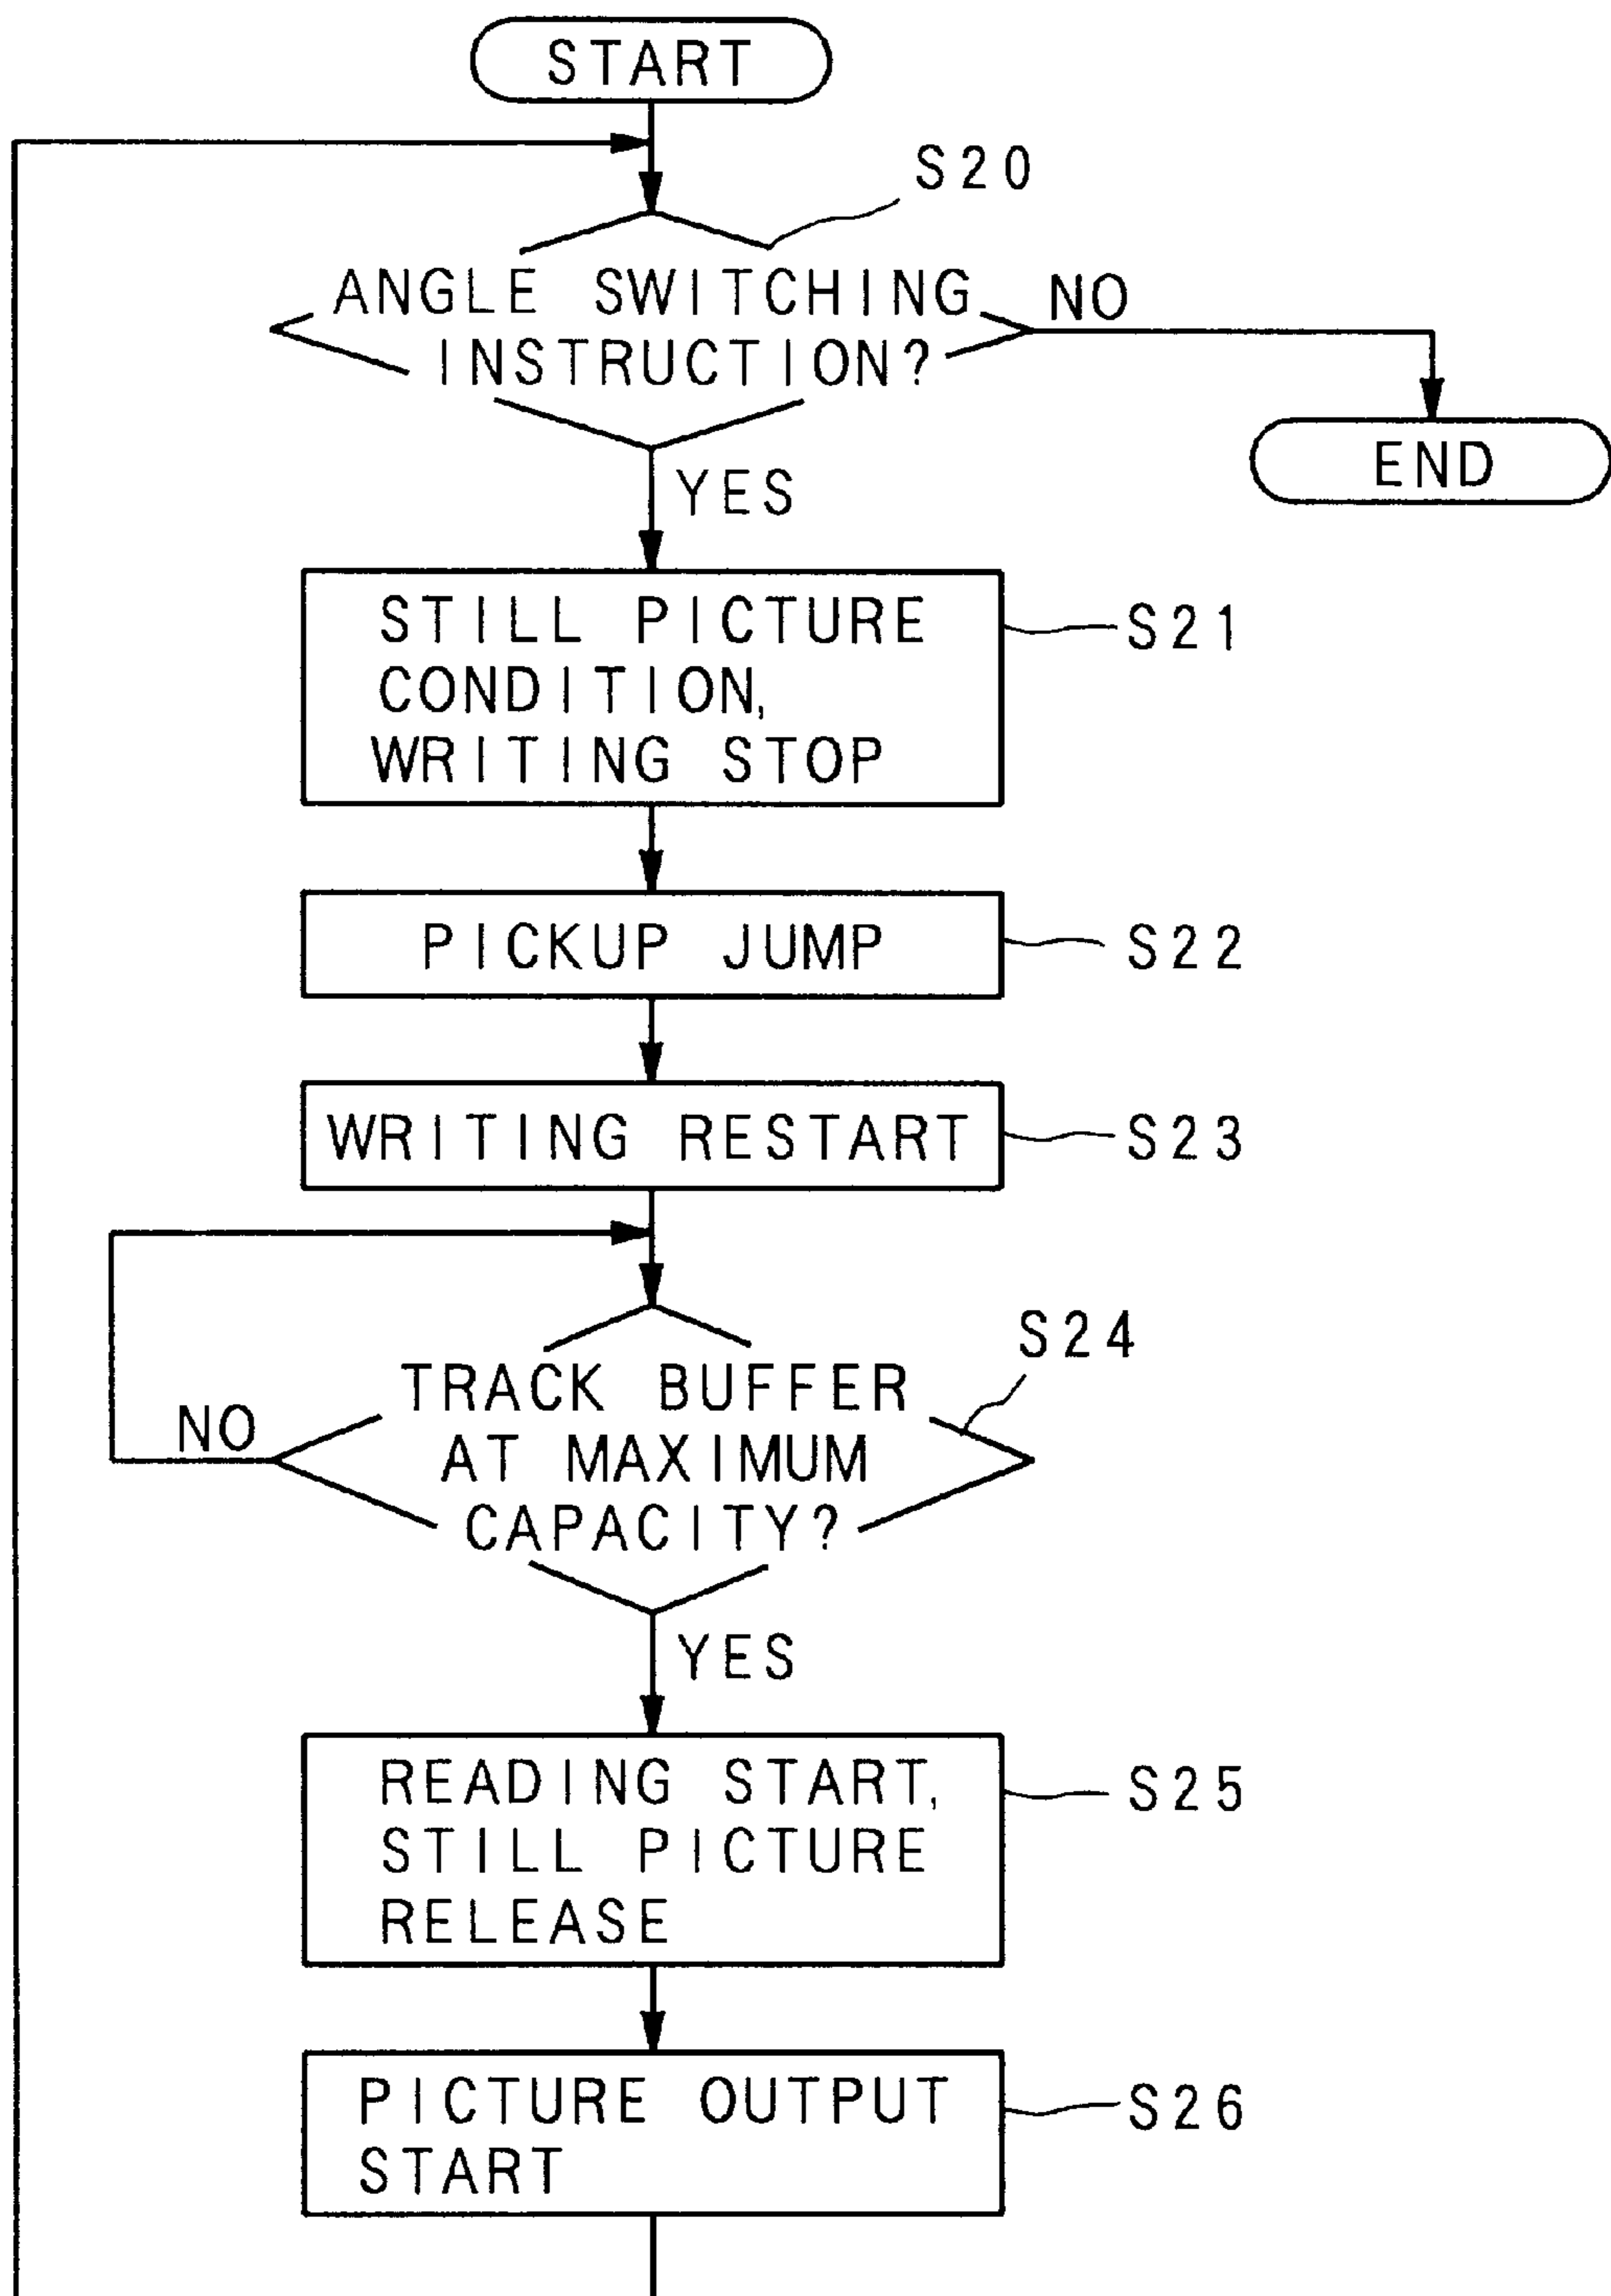 START
S20
ANGLE SWITCHING
INSTRUCTION?
NO
END
YES
STILL PICTURE
CONDITION,
WRITING STOP
S21
PICKUP JUMP
S22
WRITING RESTART
S23
S24
TRACK BUFFER
AT MAXIMUM
CAPACITY?
NO
YES
READING START,
STILL PICTURE
RELEASE
S25
PICTURE OUTPUT
START
S26